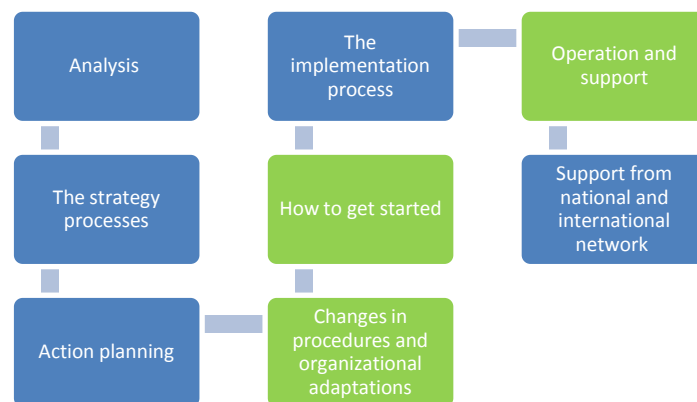 Analysis
The strategy
processes
Action planning
Changes in
procedures and
organizational
adaptations
How to get started
The
implementation
process
Operation and
support
Support from
national and
international
network